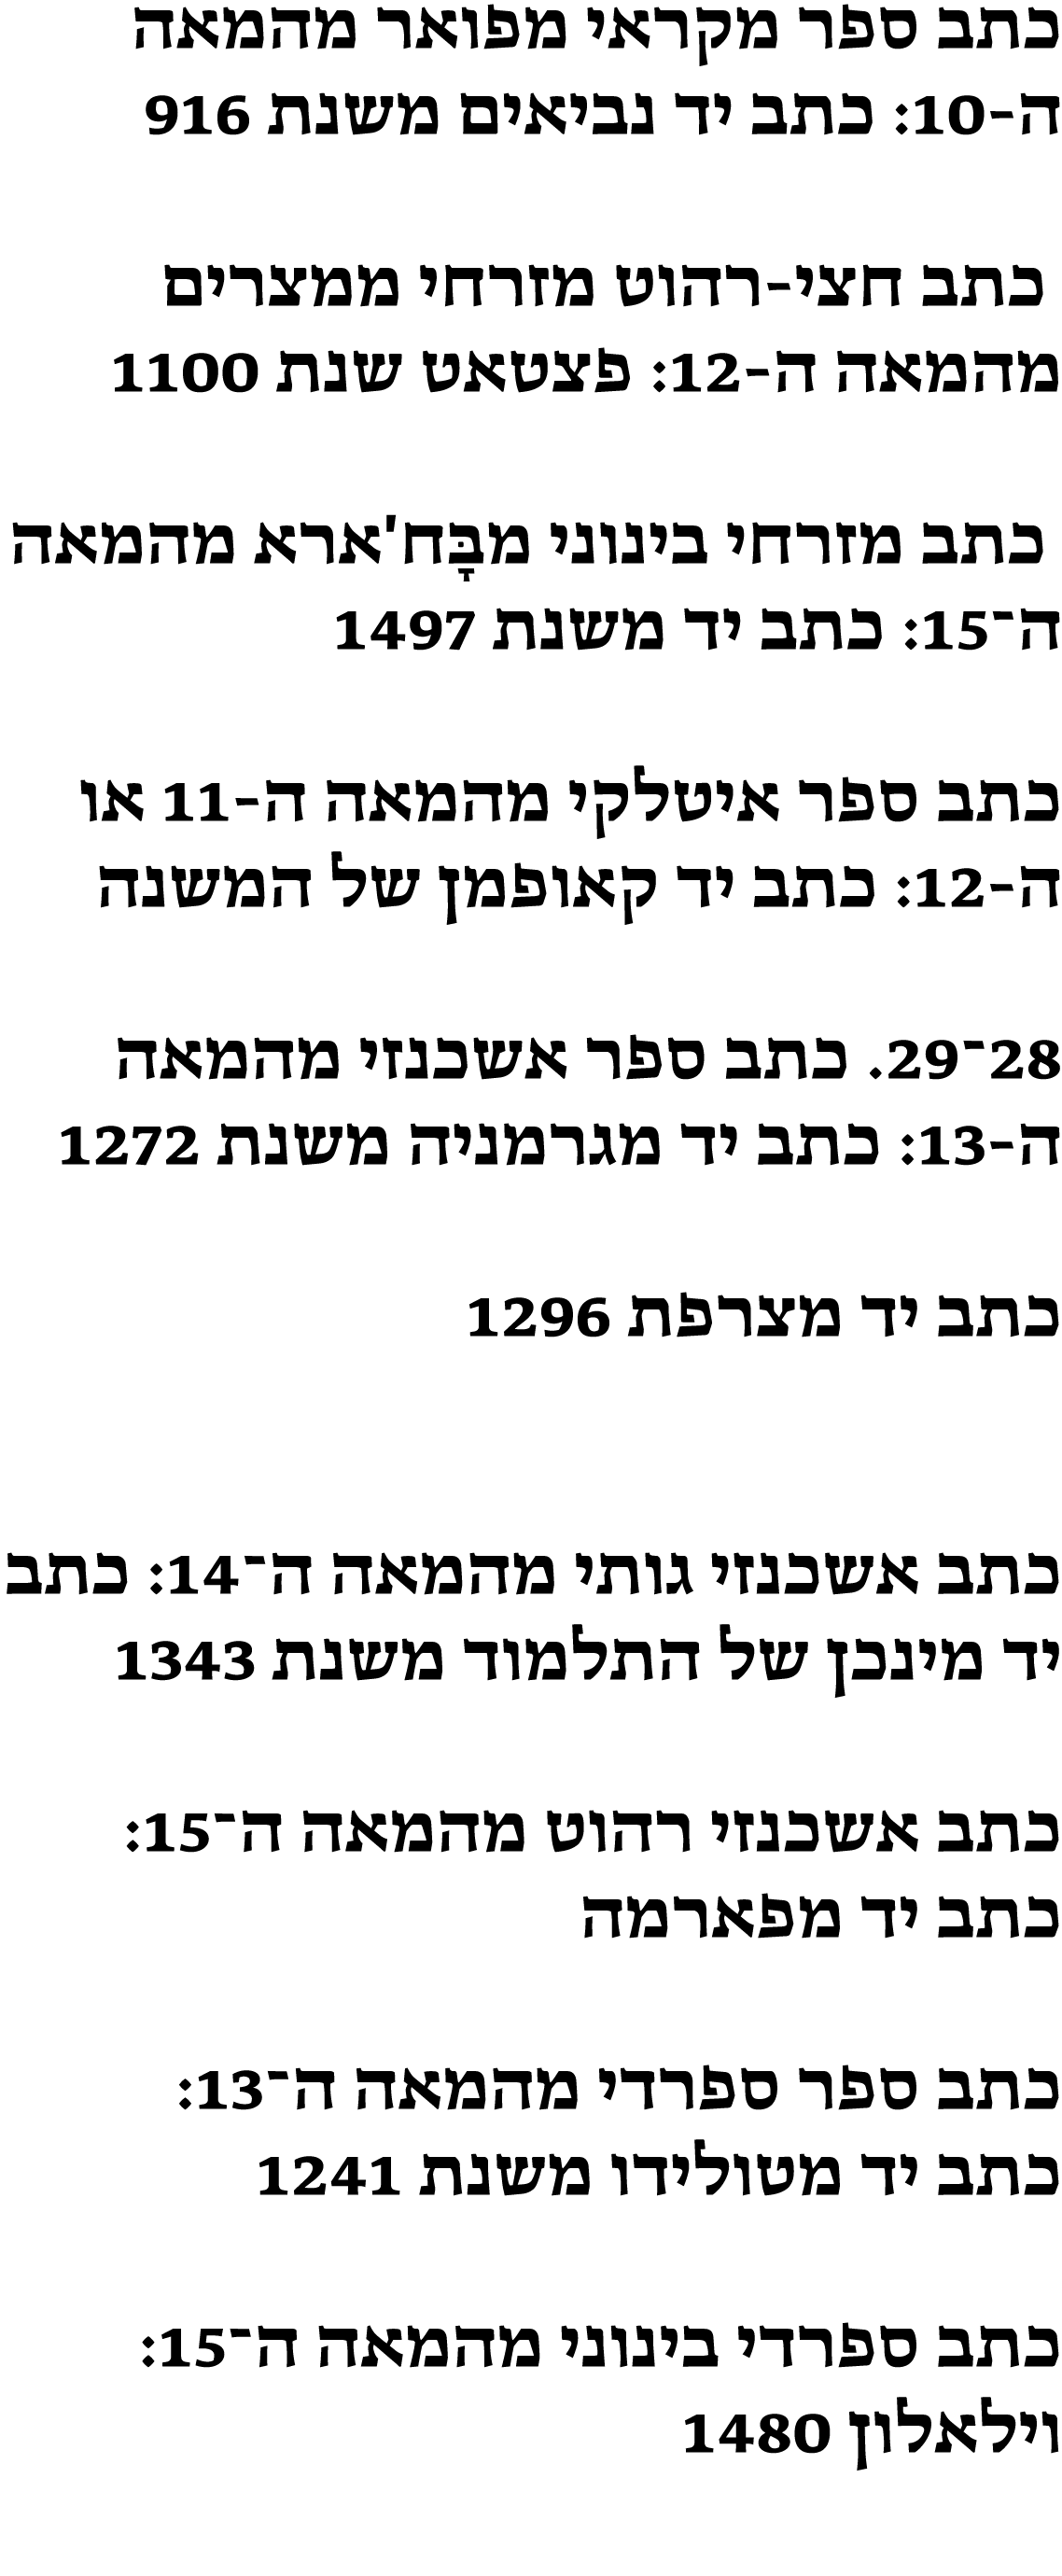 כתב ספר מקראי מפואר מהמאה
ה-10: כתב יד נביאים משנת 916
כתב חצי-רהוט מזרחי ממצרים
מהמאה ה-12: פצטאט שנת 1100
כתב מזרחי בינוני מבָּח'ארא מהמאה
ה־15: כתב יד משנת 1497
כתב ספר איטלקי מהמאה ה-11 או
ה-12: כתב יד קאופמן של המשנה
28־29. כתב ספר אשכנזי מהמאה
ה-13: כתב יד מגרמניה משנת 1272
כתב יד מצרפת 1296
כתב אשכנזי גותי מהמאה ה־14: כתב
יד מינכן של התלמוד משנת 1343
כתב אשכנזי רהוט מהמאה ה־15:
כתב יד מפארמה
כתב ספר ספרדי מהמאה ה־13:
כתב יד מטולידו משנת 1241
כתב ספרדי בינוני מהמאה ה־15:
וילאלון 1480